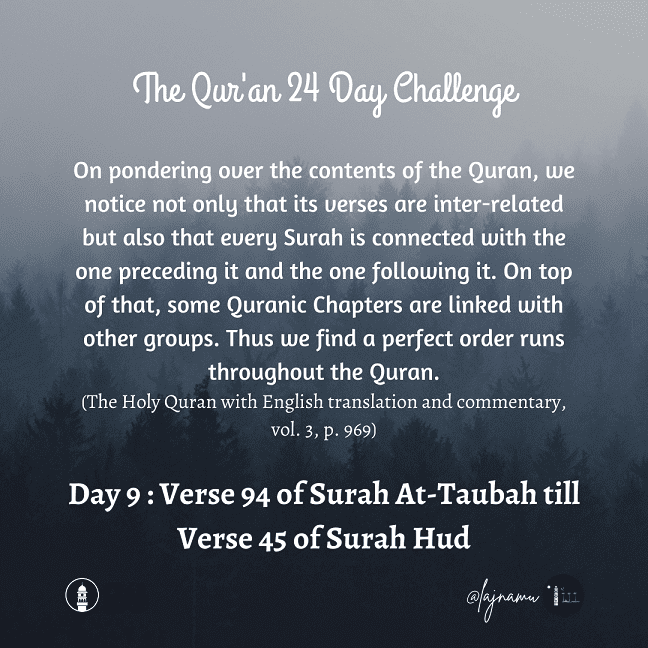 The Qur'an 24 Day Challenge
On pondering over the contents of the Quran, we
notice not only that its verses are inter-related
but also that every Surah is connected with the
one preceding it and the one following it. On top
of that, some Quranic Chapters are linked with
other groups. Thus we find a perfect order runs
throughout the Quran.
(The Holy Quran with English translation and commentary,
vol. 3, p. 969)
Day 9 : Verse 94 of Surah At-Taubah till
Verse 45 of Surah Hud
@lajnamu